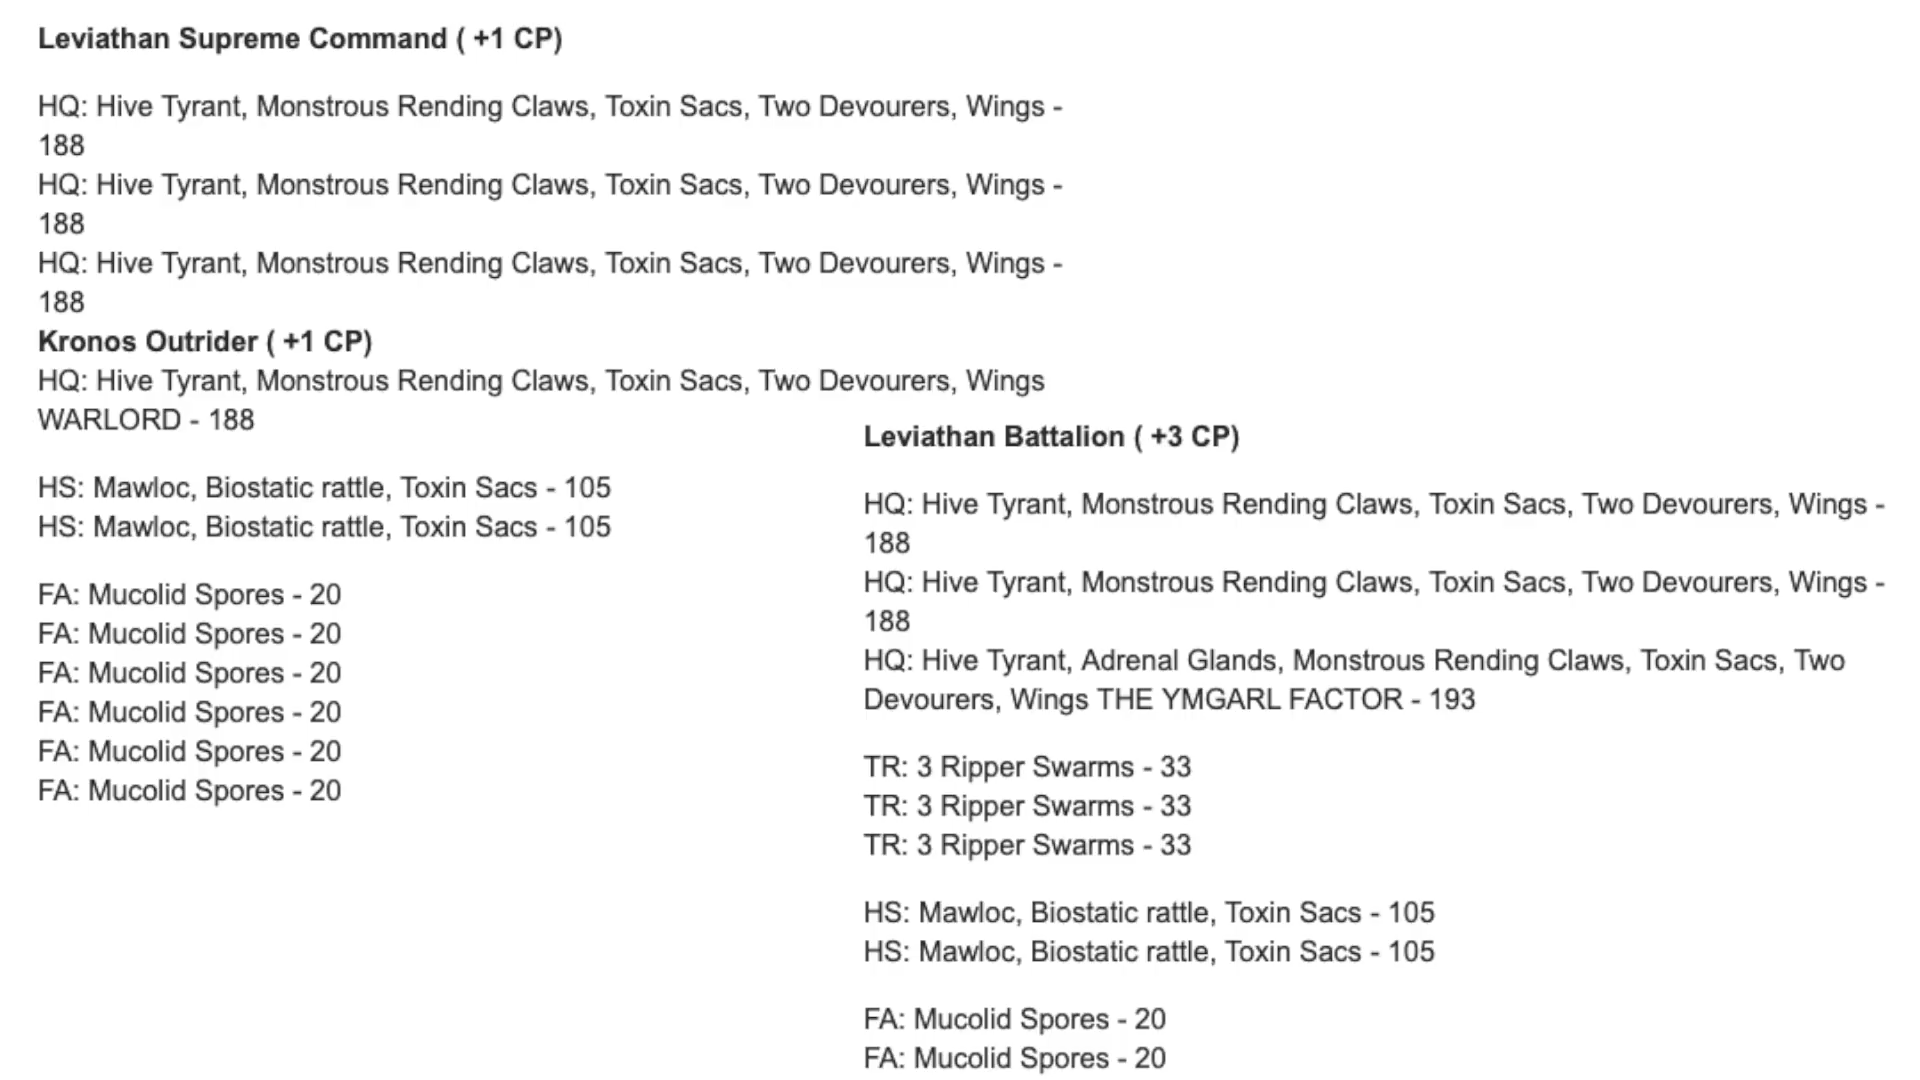 Leviathan Supreme Command ( +1 CP)
HQ: Hive Tyrant, Monstrous Rending Claws, Toxin Sacs, Two Devourers, Wings -
188
HQ: Hive Tyrant, Monstrous Rending Claws, Toxin Sacs, Two Devourers, Wings -
188
HQ: Hive Tyrant, Monstrous Rending Claws, Toxin Sacs, Two Devourers, Wings -
188
Kronos Outrider ( +1 CP)
HQ: Hive Tyrant, Monstrous Rending Claws, Toxin Sacs, Two Devourers, Wings
WARLORD - 188
HS: Mawloc, Biostatic rattle, Toxin Sacs - 105
HS: Mawloc, Biostatic rattle, Toxin Sacs - 105
FA: Mucolid Spores - 20
FA: Mucolid Spores - 20
FA: Mucolid Spores - 20
FA: Mucolid Spores - 20
FA: Mucolid Spores - 20
FA: Mucolid Spores - 20
Leviathan Battalion ( +3 CP)
HQ: Hive Tyrant, Monstrous Rending Claws, Toxin Sacs, Two Devourers, Wings -
188
HQ: Hive Tyrant, Monstrous Rending Claws, Toxin Sacs, Two Devourers, Wings -
188
HQ: Hive Tyrant, Adrenal Glands, Monstrous Rending Claws, Toxin Sacs, Two
Devourers, Wings THE YMGARL FACTOR - 193
TR: 3 Ripper Swarms - 33
TR: 3 Ripper Swarms - 33
TR: 3 Ripper Swarms - 33
HS: Mawloc, Biostatic rattle, Toxin Sacs - 105
HS: Mawloc, Biostatic rattle, Toxin Sacs - 105
FA: Mucolid Spores - 20
FA: Mucolid Spores - 20